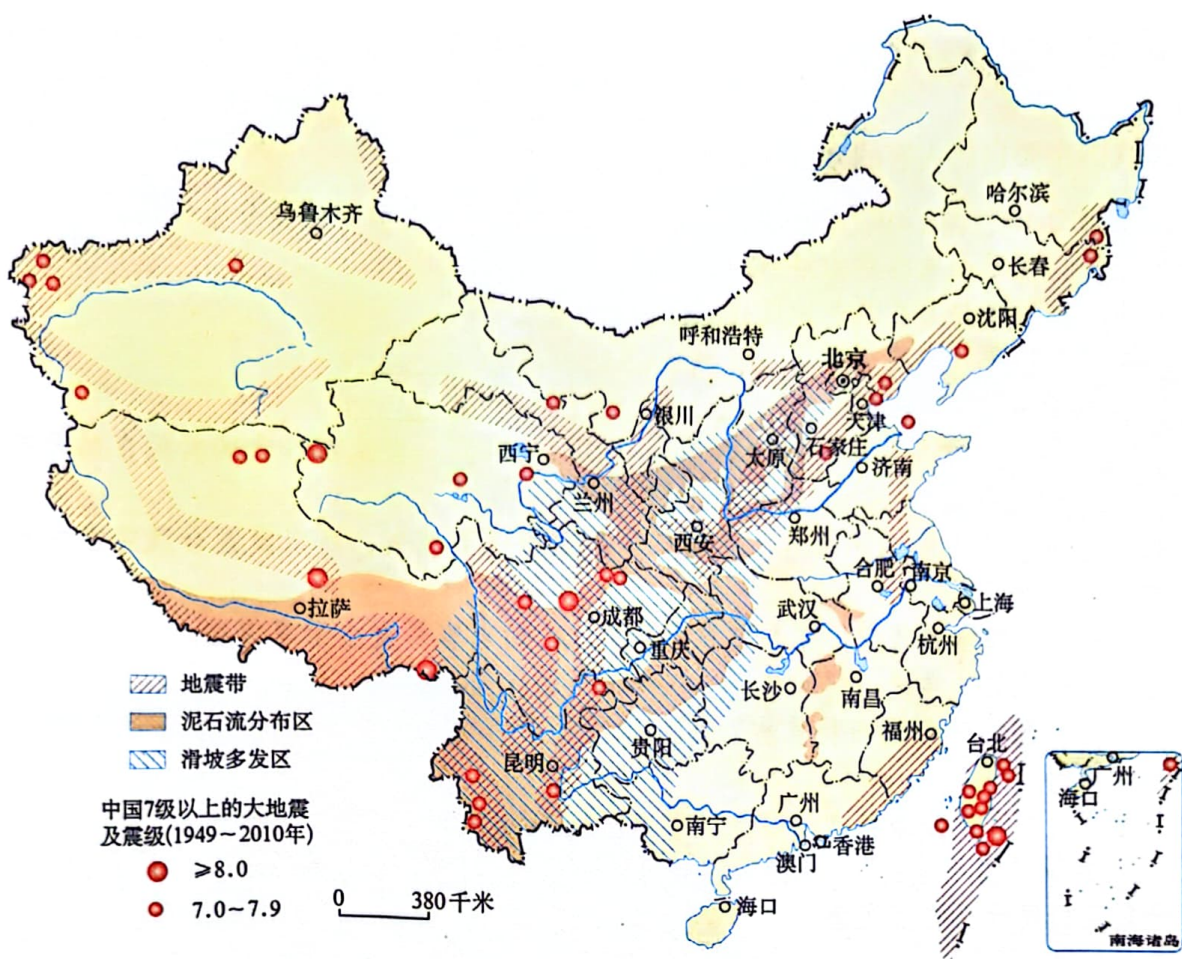 哈尔滨
乌鲁木齐
长春
沈阳
呼和浩特
北京
天津
银川
石家庄
太原
西宁
济南
兰州
郑州
西安
合肥
南京
拉萨
成都
武汉
上海
杭州
重庆
长沙
南昌
贵阳
福州
台北
昆明
广州
南宁
香港
澳门
海口
地震带
泥石流分布区
滑坡多发区
中国7级以上的大地震
及震级(1949～2010年)
≥8.0
7.0～7.9
0 380千米
广州
海口
南海诸岛